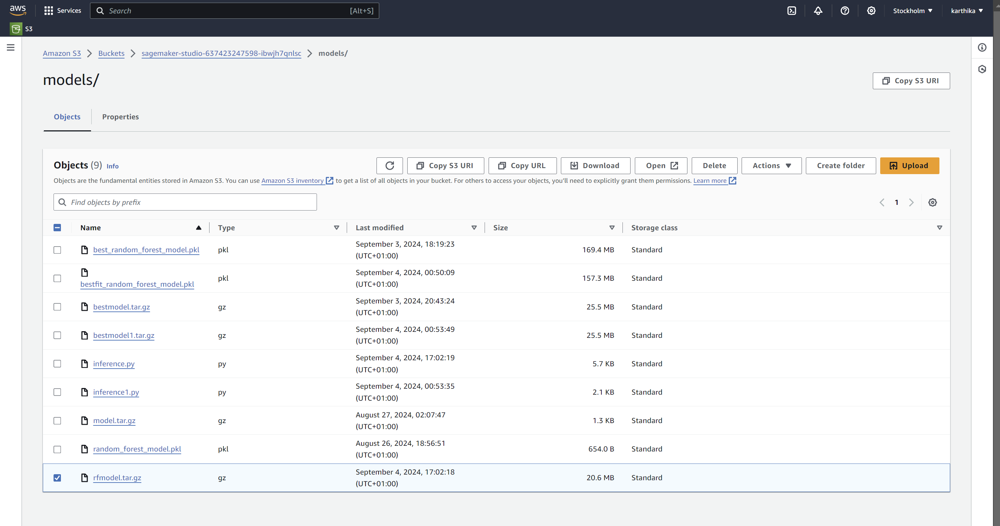 aws Services Search [Alt+S] Stockholm karthika
S3
Amazon S3 Buckets sagemaker-studio-637423247598-ibwjh7qnlsc models/
models/
Copy S3 URI
Objects Properties
Objects (9) Info Copy S3 URI Copy URL Download Open Delete Actions Create folder Upload
Objects are the fundamental entities stored in Amazon S3. You can use Amazon S3 inventory to get a list of all objects in your bucket. For others to access your objects, you’ll need to explicitly grant them permissions. Learn more
Find objects by prefix 1
Name Type Last modified Size Storage class
best_random_forest_model.pkl pkl September 3, 2024, 18:19:23 (UTC+01:00) 169.4 MB Standard
bestfit_random_forest_model.pkl pkl September 4, 2024, 00:50:09 (UTC+01:00) 157.3 MB Standard
bestmodel.tar.gz gz September 3, 2024, 20:43:24 (UTC+01:00) 25.5 MB Standard
bestmodel1.tar.gz gz September 4, 2024, 00:53:49 (UTC+01:00) 25.5 MB Standard
inference.py py September 4, 2024, 17:02:19 (UTC+01:00) 5.7 KB Standard
inference1.py py September 4, 2024, 00:53:35 (UTC+01:00) 2.1 KB Standard
model.tar.gz gz August 27, 2024, 02:07:47 (UTC+01:00) 1.3 KB Standard
random_forest_model.pkl pkl August 26, 2024, 18:56:51 (UTC+01:00) 654.0 B Standard
rfmodel.tar.gz gz September 4, 2024, 17:02:18 (UTC+01:00) 20.6 MB Standard